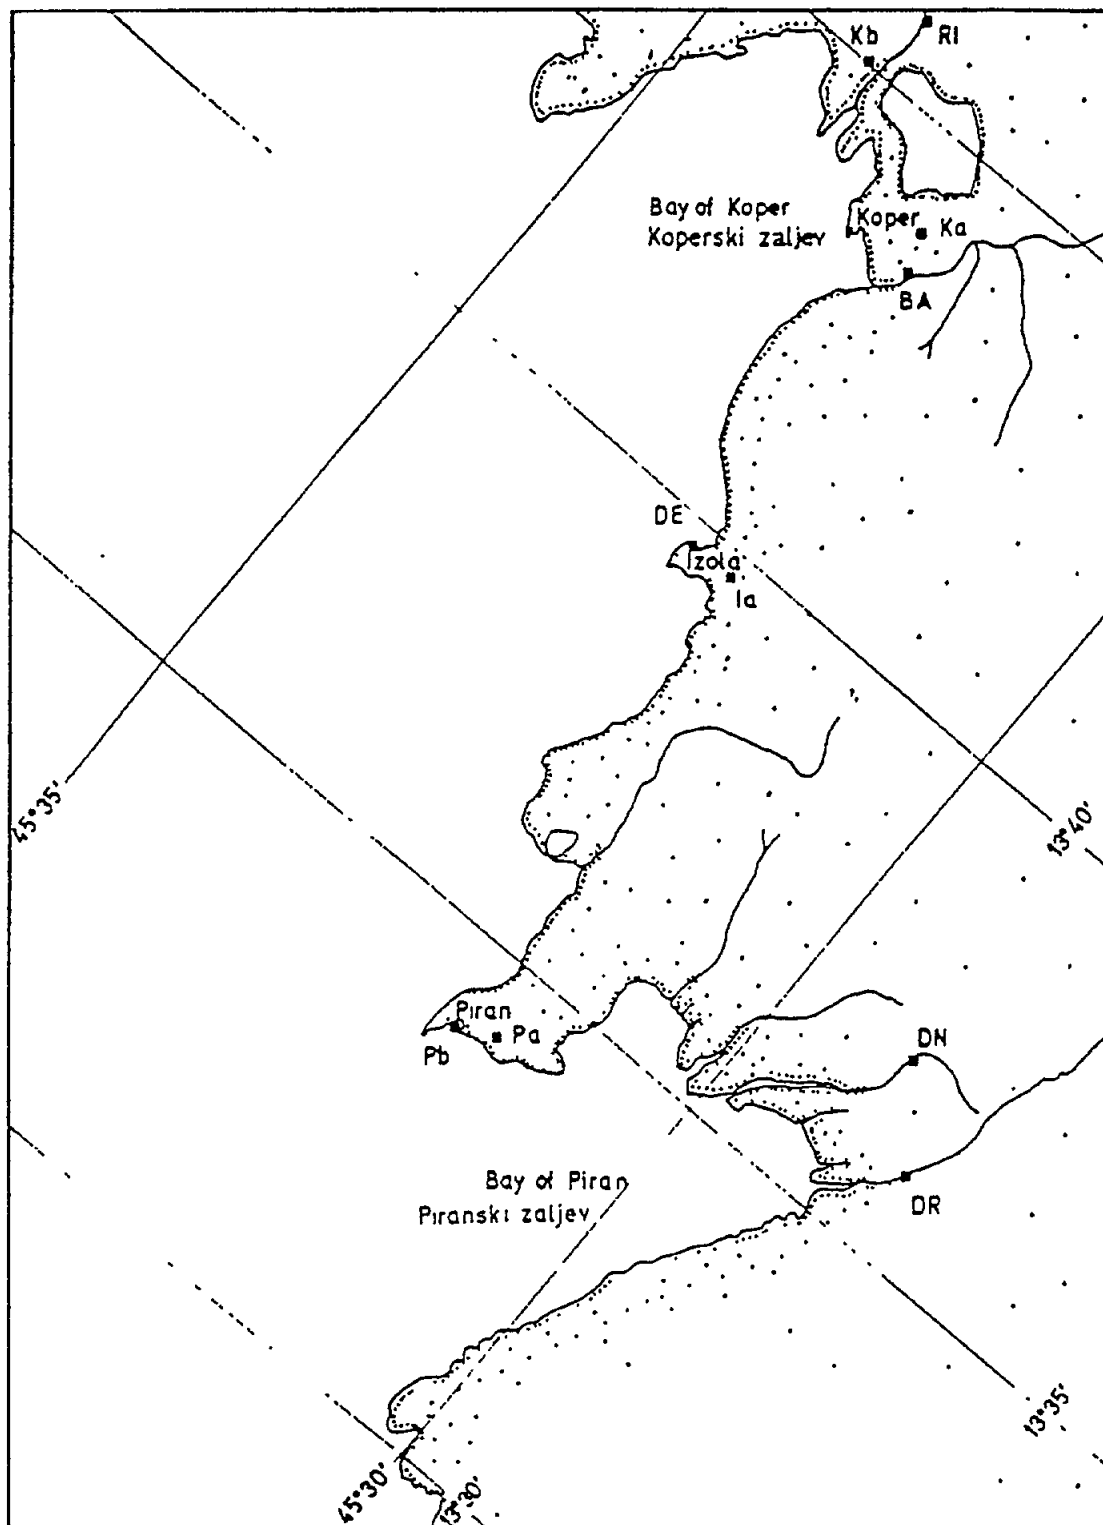 Kb
RI
Bay of Koper
Koperski zaljev
Koper
Ka
BA
DE
Izola
Ia
45°35'
13°40'
Piran
Pa
Pb
DN
Bay of Piran
Piranski zaljev
DR
13°35'
45°30'
13°30'